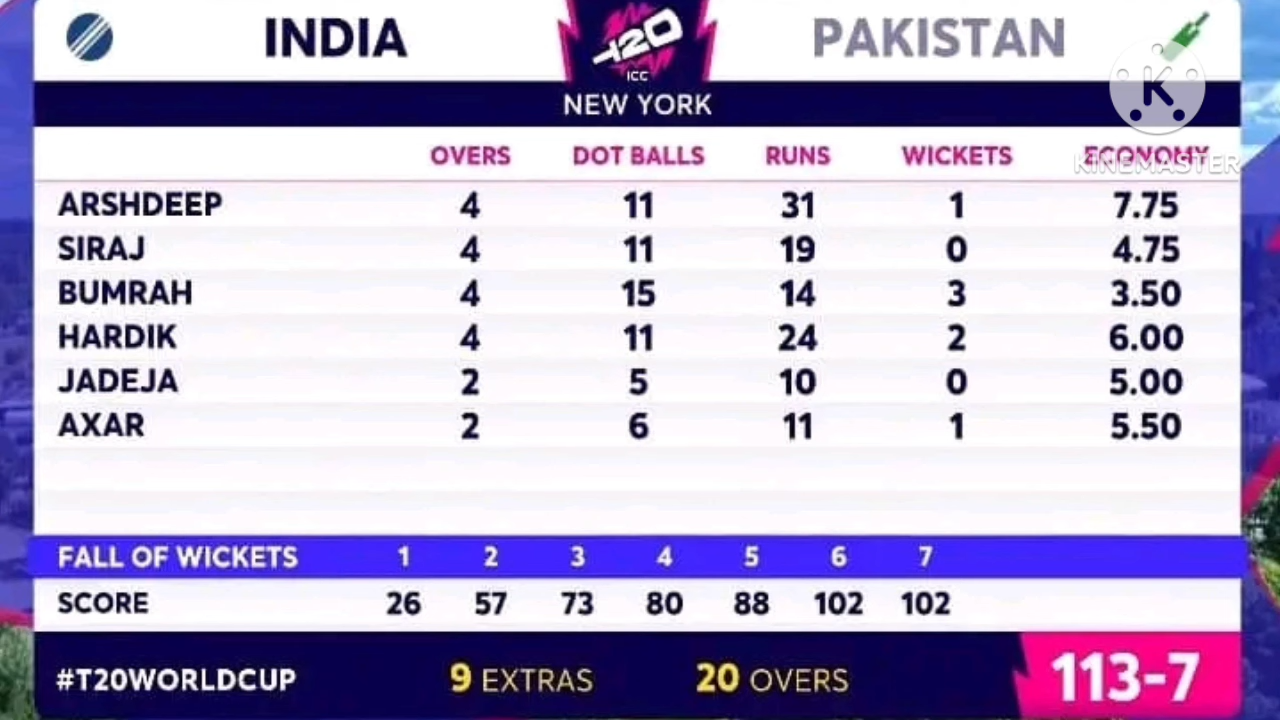 INDIA T20 PAKISTAN
ICC
K
NEW YORK
OVERS DOT BALLS RUNS WICKETS ECONOMY
KINEMASTER
ARSHDEEP 4 11 31 1 7.75
SIRAJ 4 11 19 0 4.75
BUMRAH 4 15 14 3 3.50
HARDIK 4 11 24 2 6.00
JADEJA 2 5 10 0 5.00
AXAR 2 6 11 1 5.50
FALL OF WICKETS 1 2 3 4 5 6 7
SCORE 26 57 73 80 88 102 102
#T20WORLDCUP 9 EXTRAS 20 OVERS 113-7